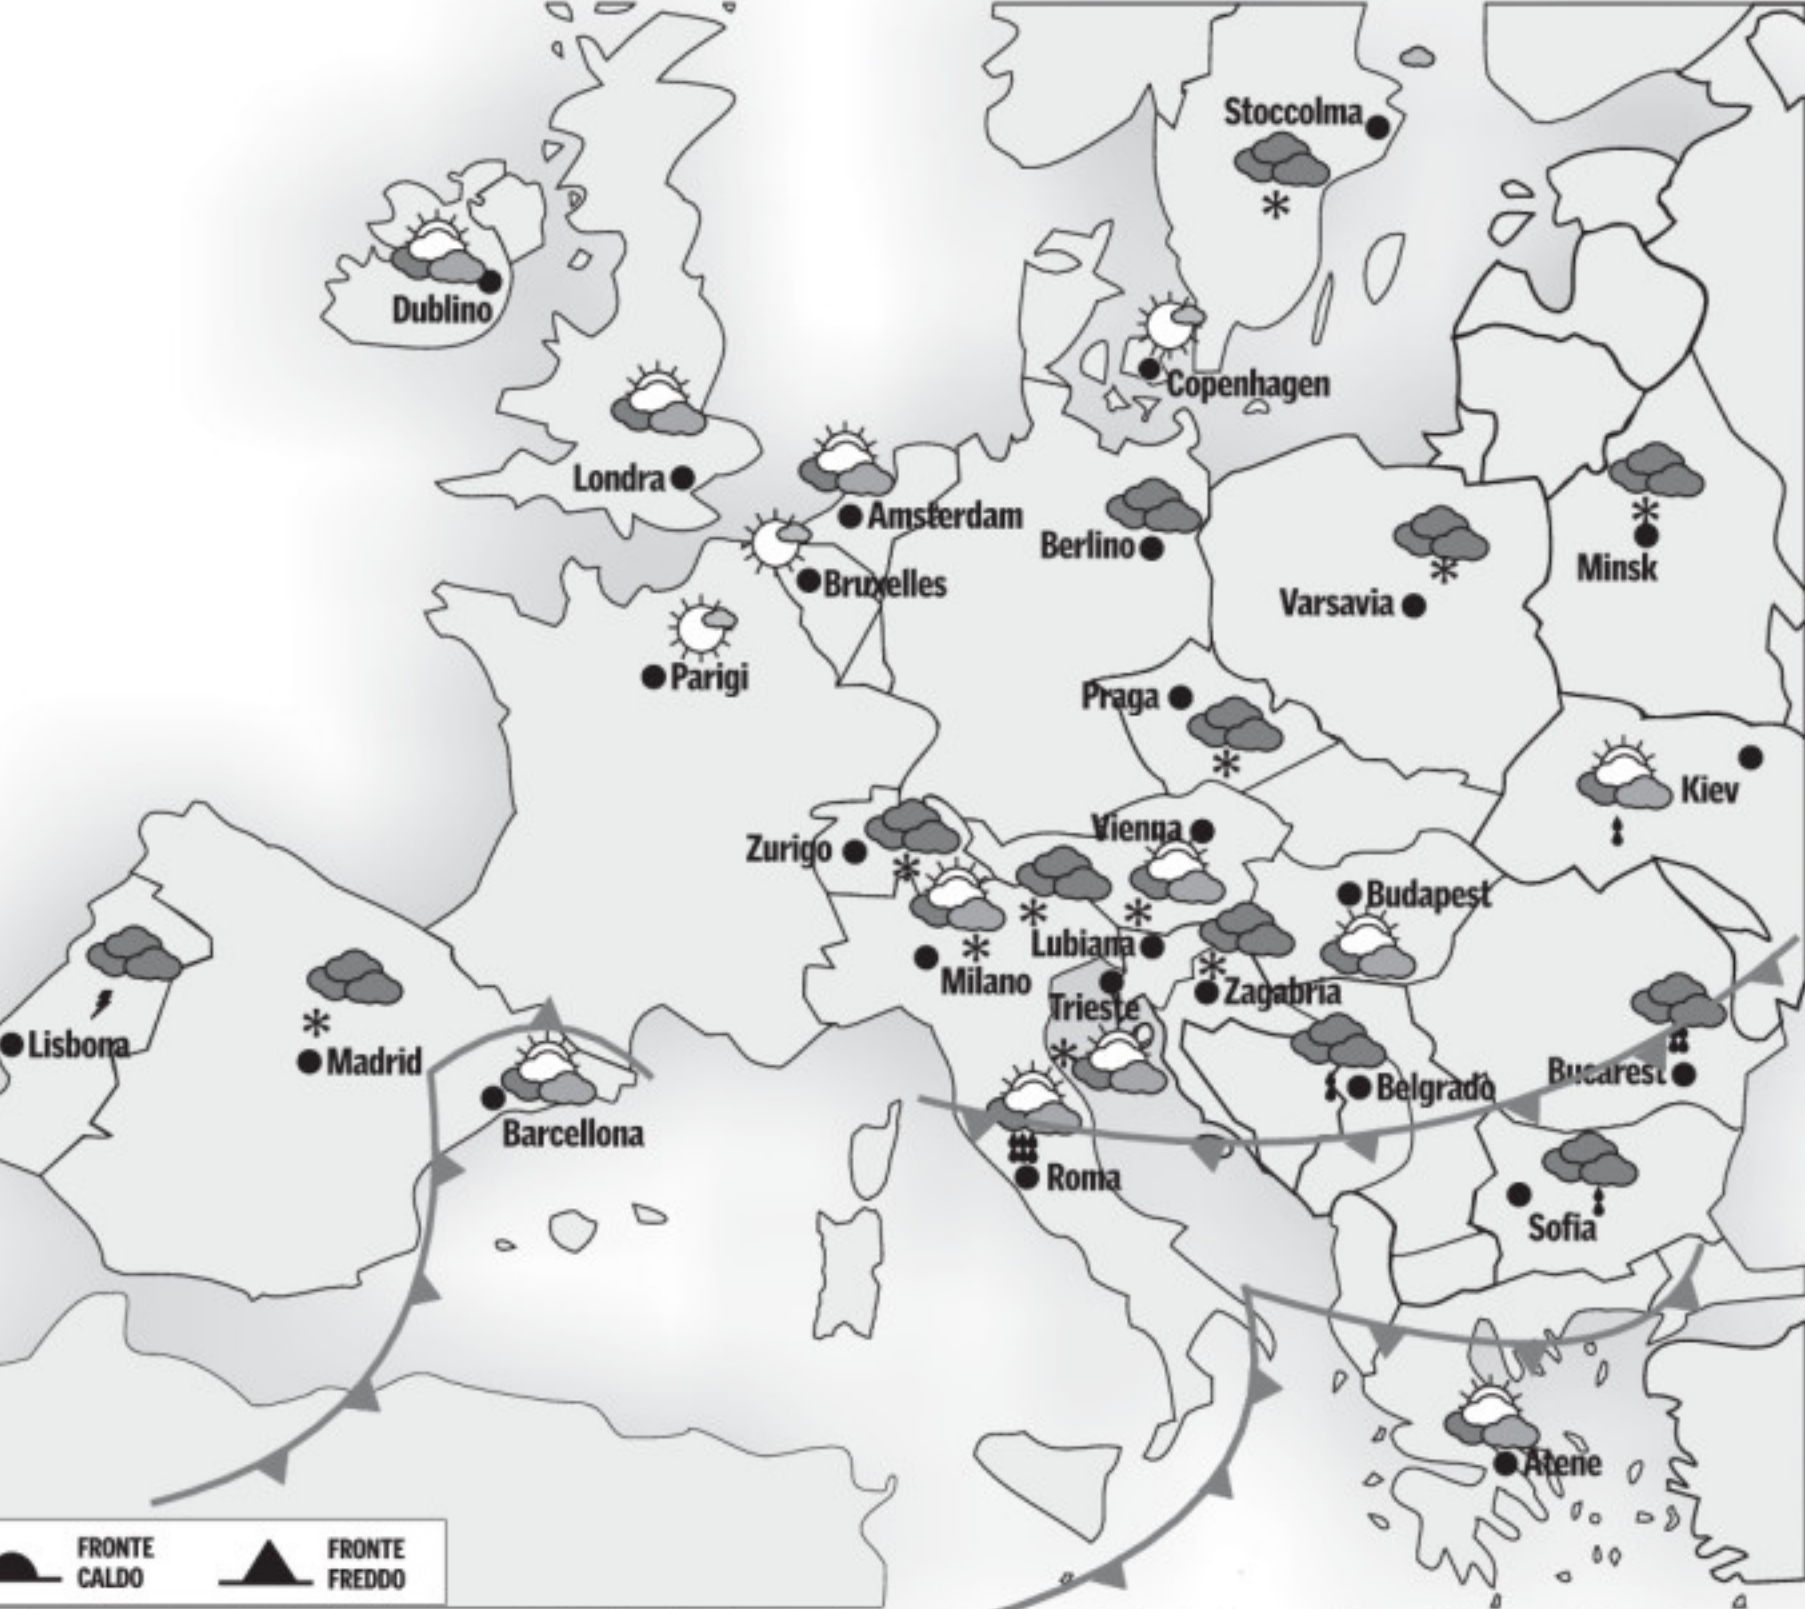 Stoccolma
Dublino
Copenhagen
Londra
Amsterdam
Berlino
Bruxelles
Varsavia
Minsk
Parigi
Praga
Kiev
Vienna
Zurigo
Budapest
Lubiana
Milano
Zagabria
Trieste
Lisbona
Madrid
Belgrado
Bucarest
Barcellona
Roma
Sofia
Atene
FRONTE
CALDO
FRONTE
FREDDO